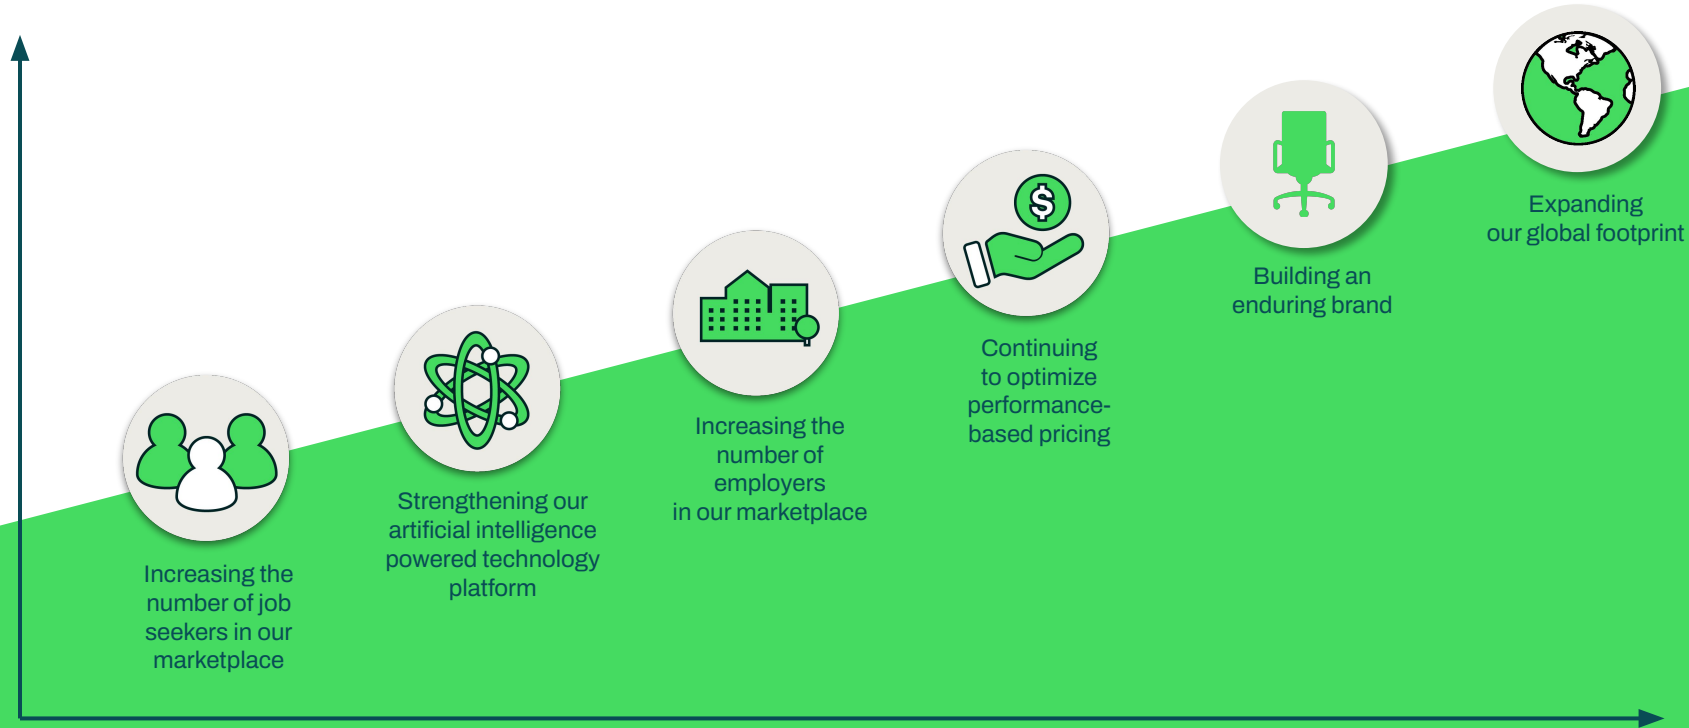 Increasing the
number of job
seekers in our
marketplace
Strengthening our
artificial intelligence
powered technology
platform
Increasing the
number of
employers
in our marketplace
$
Continuing
to optimize
performance-
based pricing
Building an
enduring brand
Expanding
our global footprint